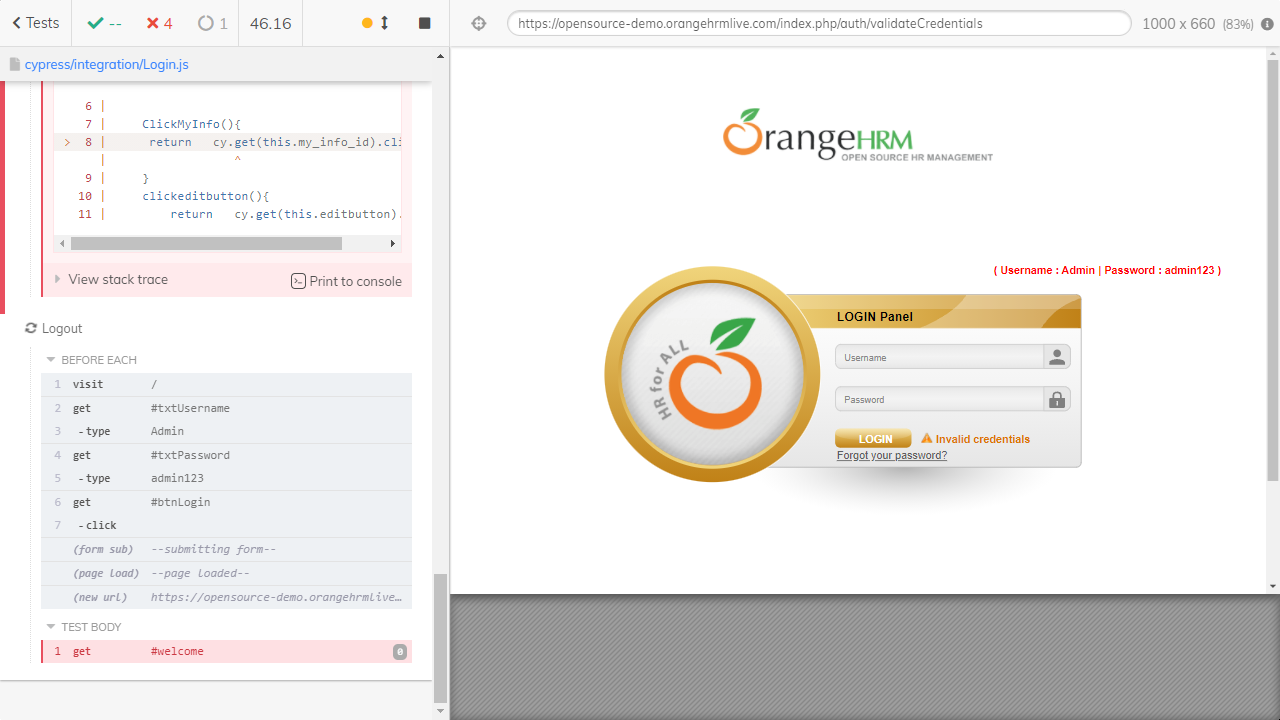 Tests
--
4
1
46.16
https://opensource-demo.orangehrmlive.com/index.php/auth/validateCredentials
1000 x 660 (83%)
cypress/integration/Login.js
6 |
7 | ClickMyInfo(){
> 8 | return cy.get(this.my_info_id).cli
| ^
9 | }
10 | clickeditbutton(){
11 | return cy.get(this.editbutton).
View stack trace
Print to console
Logout
BEFORE EACH
1 visit /
2 get #txtUsername
3 -type Admin
4 get #txtPassword
5 -type admin123
6 get #btnLogin
7 -click
(form sub) --submitting form--
(page load) --page loaded--
(new url) https://opensource-demo.orangehrmlive…
TEST BODY
1 get #welcome 0
OrangeHRM
OPEN SOURCE HR MANAGEMENT
( Username : Admin | Password : admin123 )
HR for ALL
LOGIN Panel
Username
Password
LOGIN
Invalid credentials
Forgot your password?